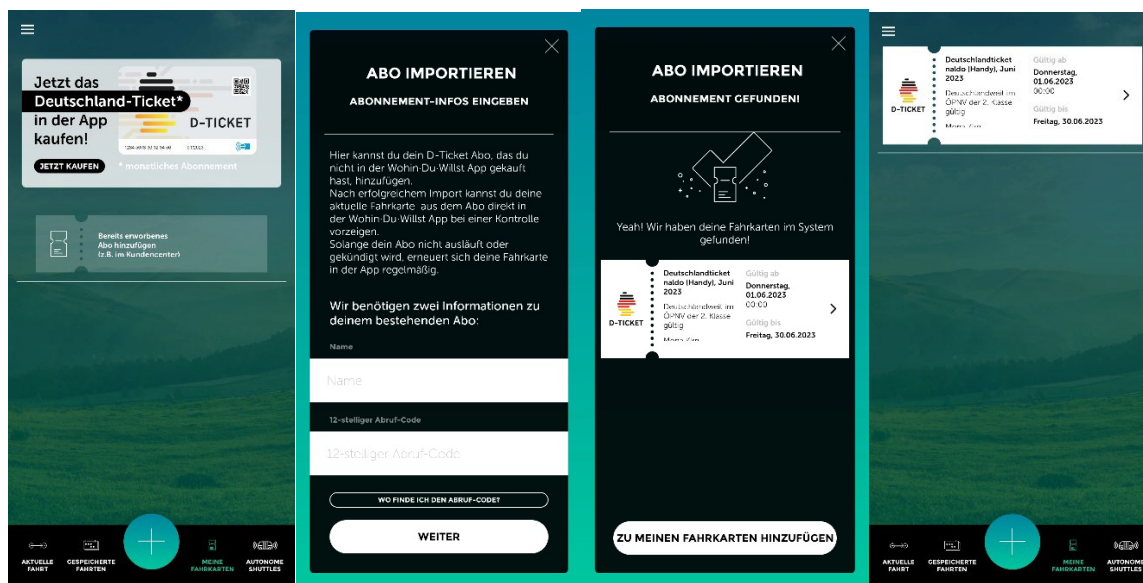 Jetzt das
Deutschland-Ticket*
in der App
kaufen!
D-TICKET
JETZT KAUFEN
* monatliches Abonnement
Bereits erworbenes
Abo hinzufügen
(z.B. im Kundencenter)
AKTUELLE
FAHRT
GESPEICHERTE
FAHRTEN
MEINE
FAHRKARTEN
AUTONOME
SHUTTLES
ABO IMPORTIEREN
ABONNEMENT-INFOS EINGEBEN
Hier kannst du dein D-Ticket Abo, das du
nicht in der Wohin·Du·Willst App gekauft
hast, hinzufügen.
Nach erfolgreichem Import kannst du deine
aktuelle Fahrkarte aus dem Abo direkt in
der Wohin·Du·Willst App bei einer Kontrolle
vorzeigen.
Solange dein Abo nicht ausläuft oder
gekündigt wird, erneuert sich deine Fahrkarte
in der App regelmäßig.
Wir benötigen zwei Informationen zu
deinem bestehenden Abo:
Name
Name
12-stelliger Abruf-Code
12-stelliger Abruf-Code
WO FINDE ICH DEN ABRUF-CODE?
WEITER
ABO IMPORTIEREN
ABONNEMENT GEFUNDEN!
Yeah! Wir haben deine Fahrkarten im System
gefunden!
D-TICKET
Deutschlandticket
naldo (Handy), Juni
2023
Deutschlandweit im
ÖPNV der 2. Klasse
gültig
Gültig ab
Donnerstag,
01.06.2023
00:00
Gültig bis
Freitag, 30.06.2023
ZU MEINEN FAHRKARTEN HINZUFÜGEN
D-TICKET
Deutschlandticket
naldo (Handy), Juni
2023
Deutschlandweit im
ÖPNV der 2. Klasse
gültig
Gültig ab
Donnerstag,
01.06.2023
00:00
Gültig bis
Freitag, 30.06.2023
AKTUELLE
FAHRT
GESPEICHERTE
FAHRTEN
MEINE
FAHRKARTEN
AUTONOME
SHUTTLES